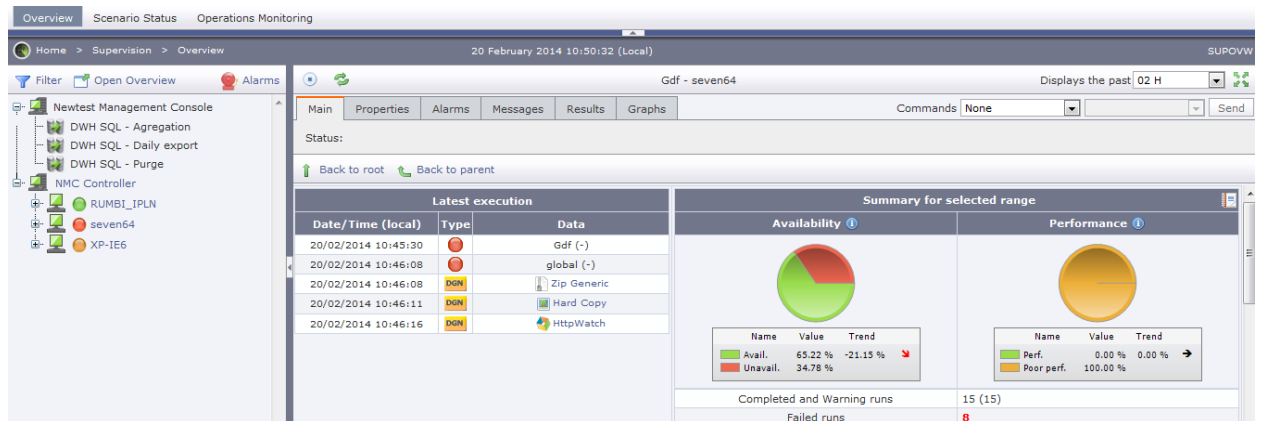 Overview Scenario Status Operations Monitoring
Home > Supervision > Overview 20 February 2014 10:50:32 (Local) SUPOVW
Filter Open Overview Alarms Gdf - seven64 Displays the past 02 H
Newtest Management Console
DWH SQL - Agregation
DWH SQL - Daily export
DWH SQL - Purge
NMC Controller
RUMBI_IPLN
seven64
XP-IE6
Main Properties Alarms Messages Results Graphs Commands None Send
Status:
Back to root Back to parent
Latest execution
Date/Time (local) Type Data
20/02/2014 10:45:30 Gdf (-)
20/02/2014 10:46:08 global (-)
20/02/2014 10:46:08 DGN Zip Generic
20/02/2014 10:46:11 DGN Hard Copy
20/02/2014 10:46:16 DGN HttpWatch
Summary for selected range
Availability Performance
Name Value Trend
Avail. 65.22 % -21.15 %
Unavail. 34.78 %
Name Value Trend
Perf. 0.00 % 0.00 %
Poor perf. 100.00 %
Completed and Warning runs 15 (15)
Failed runs 8